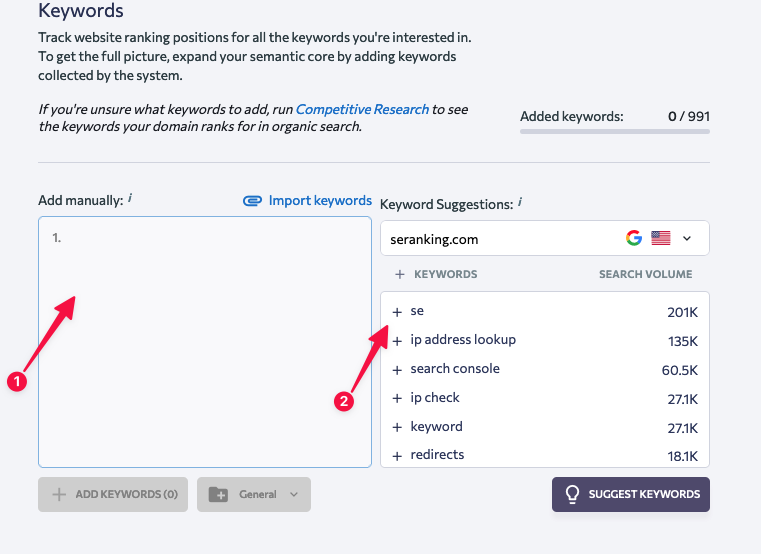 Keywords
Track website ranking positions for all the keywords you're interested in.
To get the full picture, expand your semantic core by adding keywords
collected by the system.
If you're unsure what keywords to add, run Competitive Research to see
the keywords your domain ranks for in organic search.
Added keywords: 0 / 991
Add manually: i
Import keywords
Keyword Suggestions: i
1.
seranking.com
+ KEYWORDS SEARCH VOLUME
+ se 201K
+ ip address lookup 135K
+ search console 60.5K
+ ip check 27.1K
+ keyword 27.1K
+ redirects 18.1K
1
2
+ ADD KEYWORDS (0)
General
SUGGEST KEYWORDS